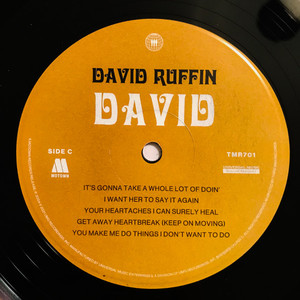 DAVID RUFFIN
DAVID
SIDE C
TMR701
MOTOWN
IT'S GONNA TAKE A WHOLE LOT OF DOIN'
I WANT HER TO SAY IT AGAIN
YOUR HEARTACHES I CAN SURELY HEAL
GET AWAY HEARTBREAK (KEEP ON MOVING)
YOU MAKE ME DO THINGS I DON'T WANT TO DO